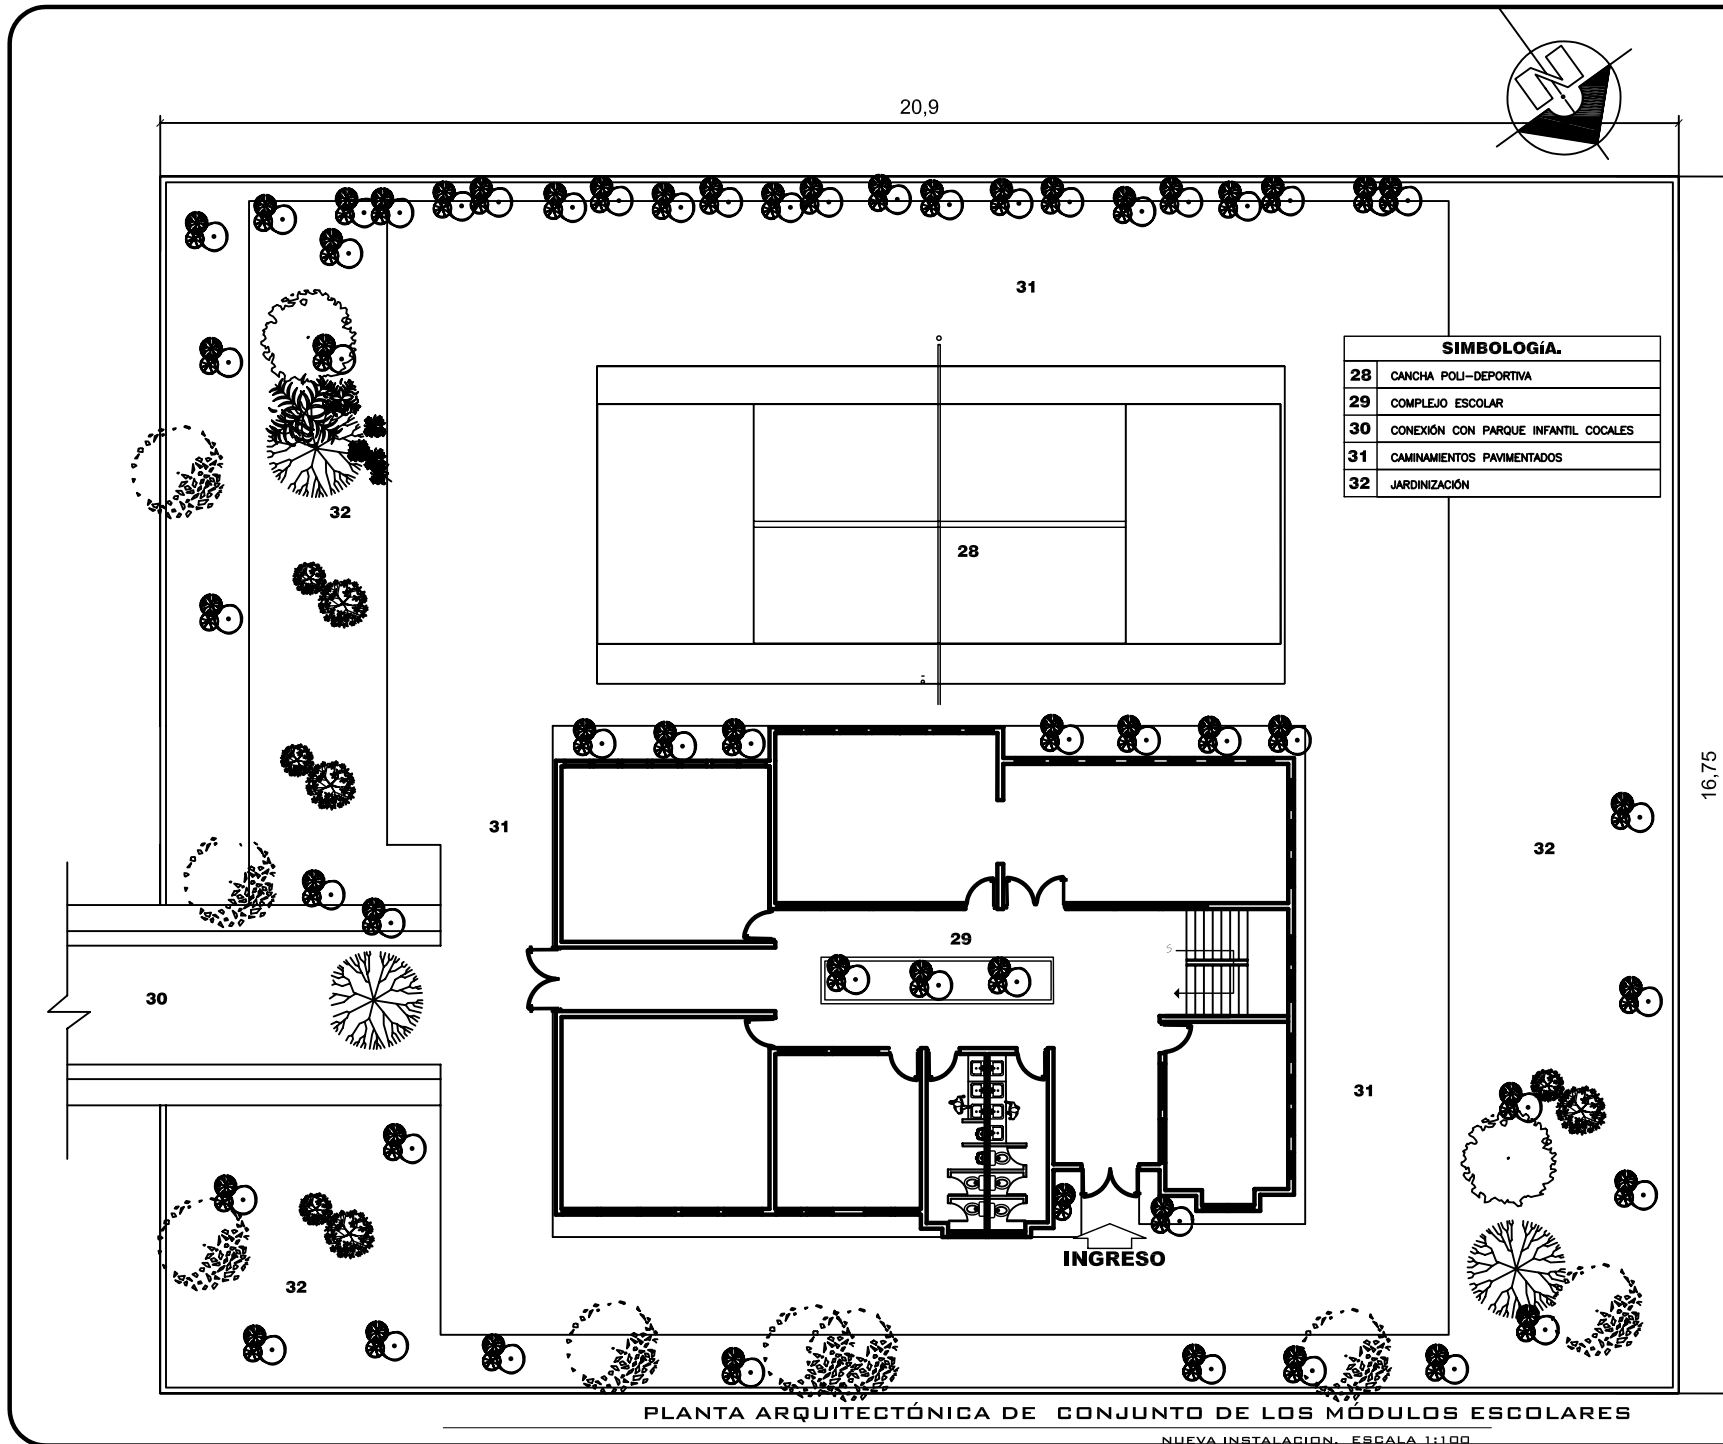 N
20,9
31
SIMBOLOGíA.
28 CANCHA POLI-DEPORTIVA
29 COMPLEJO ESCOLAR
30 CONEXIÓN CON PARQUE INFANTIL COCALES
31 CAMINAMIENTOS PAVIMENTADOS
32 JARDINIZACIÓN
32
28
16,75
31
32
29
S
30
31
INGRESO
32
PLANTA ARQUITECTÓNICA DE CONJUNTO DE LOS MÓDULOS ESCOLARES
NUEVA INSTALACION. ESCALA 1:100